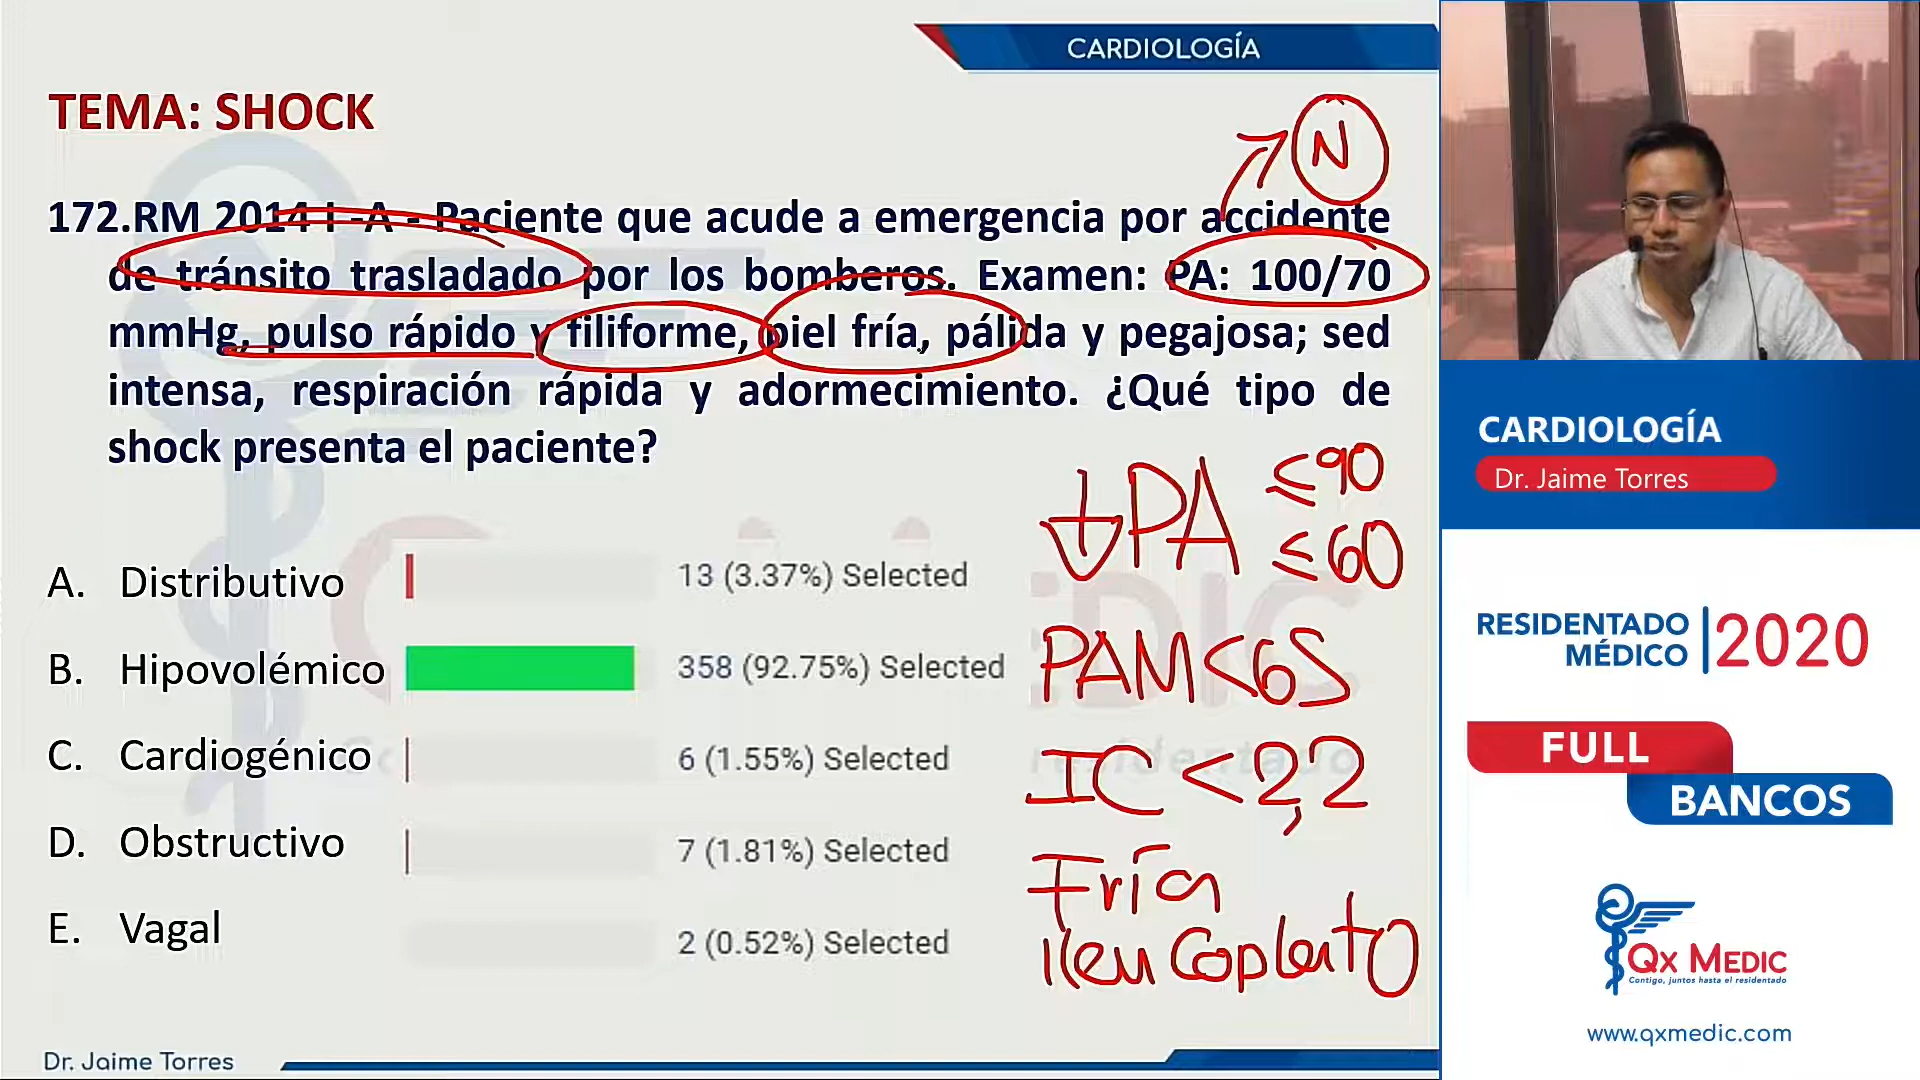 CARDIOLOGÍA
TEMA: SHOCK
N
172.RM 2014 I -A - Paciente que acude a emergencia por accidente
de tránsito trasladado por los bomberos. Examen: PA: 100/70
mmHg, pulso rápido y filiforme, piel fría, pálida y pegajosa; sed
intensa, respiración rápida y adormecimiento. ¿Qué tipo de
shock presenta el paciente?
A. Distributivo 13 (3.37%) Selected
B. Hipovolémico 358 (92.75%) Selected
C. Cardiogénico 6 (1.55%) Selected
D. Obstructivo 7 (1.81%) Selected
E. Vagal 2 (0.52%) Selected
↓PA ≤90
≤60
PAM<65
IC <2,2
Fría
Dr. Jaime Torres
CARDIOLOGÍA
Dr. Jaime Torres
RESIDENTADO
MÉDICO 2020
FULL
BANCOS
QX MEDIC
Contigo, juntos hasta el residentado
www.qxmedic.com